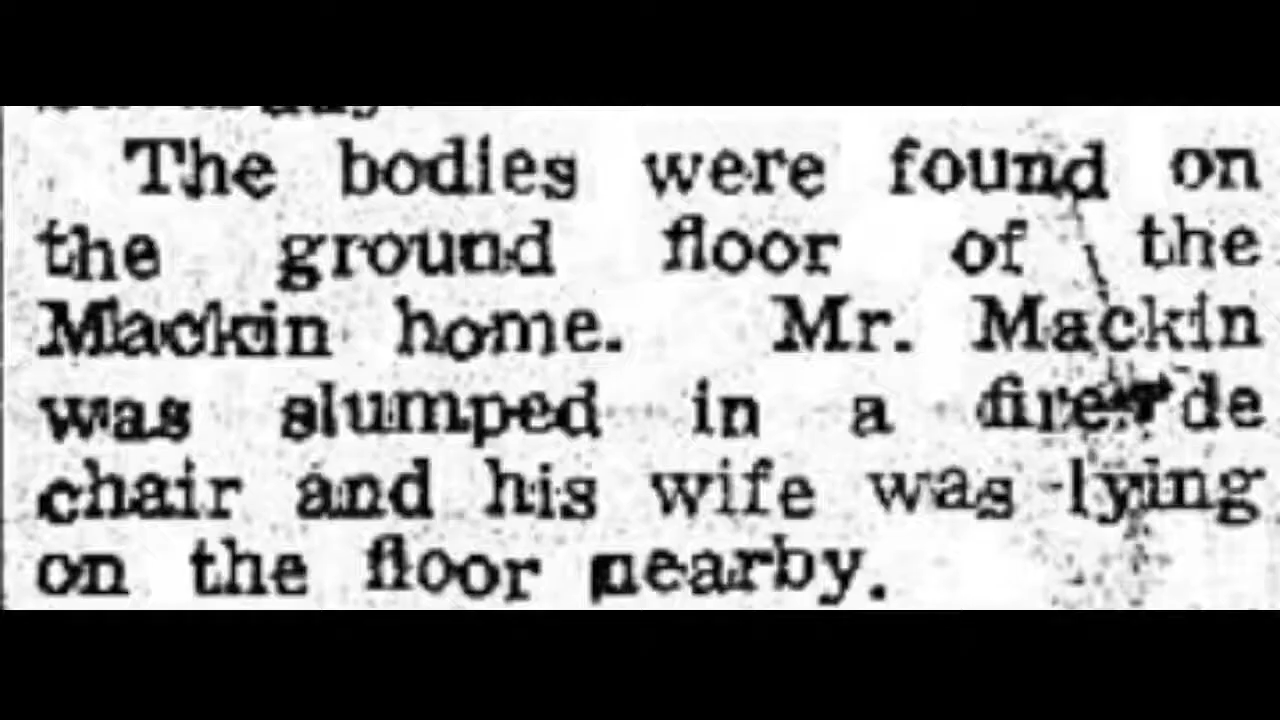 The bodies were found on
the ground floor of the
Mackin home. Mr. Mackin
was slumped in a
chair and his wife was lying
on the floor nearby.